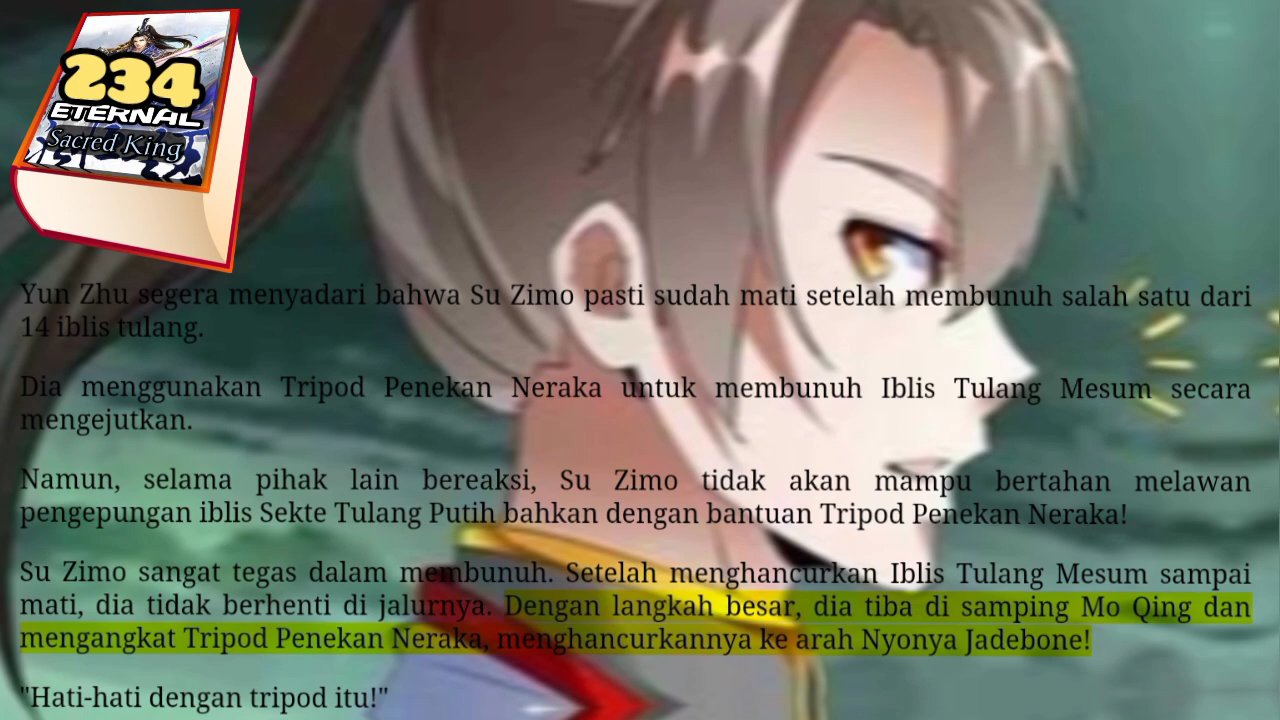 234
ETERNAL
Sacred King
Yun Zhu segera menyadari bahwa Su Zimo pasti sudah mati setelah membunuh salah satu dari
14 iblis tulang.
Dia menggunakan Tripod Penekan Neraka untuk membunuh Iblis Tulang Mesum secara
mengejutkan.
Namun, selama pihak lain bereaksi, Su Zimo tidak akan mampu bertahan melawan
pengepungan iblis Sekte Tulang Putih bahkan dengan bantuan Tripod Penekan Neraka!
Su Zimo sangat tegas dalam membunuh. Setelah menghancurkan Iblis Tulang Mesum sampai
mati, dia tidak berhenti di jalurnya. Dengan langkah besar, dia tiba di samping Mo Qing dan
mengangkat Tripod Penekan Neraka, menghancurkannya ke arah Nyonya Jadebone!
"Hati-hati dengan tripod itu!"